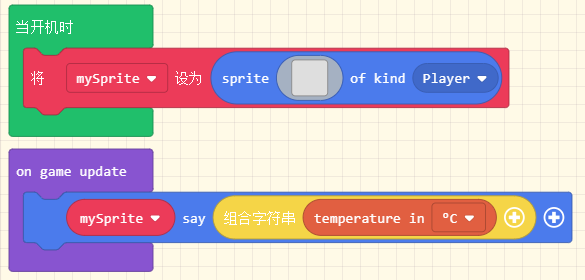 当开机时
将 mySprite 设为 sprite of kind Player
on game update
mySprite say 组合字符串 temperature in °C